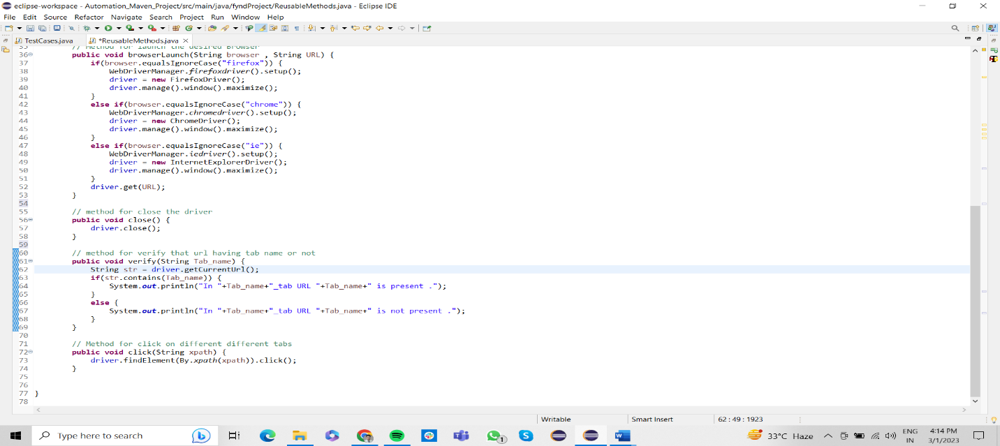 eclipse-workspace - Automation_Maven_Project/src/main/java/fyndProject/ReusableMethods.java - Eclipse IDE
File Edit Source Refactor Navigate Search Project Run Window Help
TestCases.java *ReusableMethods.java
35 // Method for launch the desired Browser
36 public void browserLaunch(String browser , String URL) {
37 if(browser.equalsIgnoreCase("firefox")) {
38 WebDriverManager.firefoxdriver().setup();
39 driver = new FirefoxDriver();
40 driver.manage().window().maximize();
41 }
42 else if(browser.equalsIgnoreCase("chrome")) {
43 WebDriverManager.chromedriver().setup();
44 driver = new ChromeDriver();
45 driver.manage().window().maximize();
46 }
47 else if(browser.equalsIgnoreCase("ie")) {
48 WebDriverManager.iedriver().setup();
49 driver = new InternetExplorerDriver();
50 driver.manage().window().maximize();
51 }
52 driver.get(URL);
53 }
54
55 // method for close the driver
56 public void close() {
57 driver.close();
58 }
59
60 // method for verify that url having tab name or not
61 public void verify(String Tab_name) {
62 String str = driver.getCurrentUrl();
63 if(str.contains(Tab_name)) {
64 System.out.println("In "+Tab_name+"_tab URL "+Tab_name+" is present .");
65 }
66 else {
67 System.out.println("In "+Tab_name+"_tab URL "+Tab_name+" is not present .");
68 }
69 }
70
71 // Method for click on different different tabs
72 public void click(String xpath) {
73 driver.findElement(By.xpath(xpath)).click();
74 }
75
76
77 }
78
Writable Smart Insert 62 : 49 : 1923
Type here to search 1 33°C Haze ENG IN 4:14 PM 3/1/2023